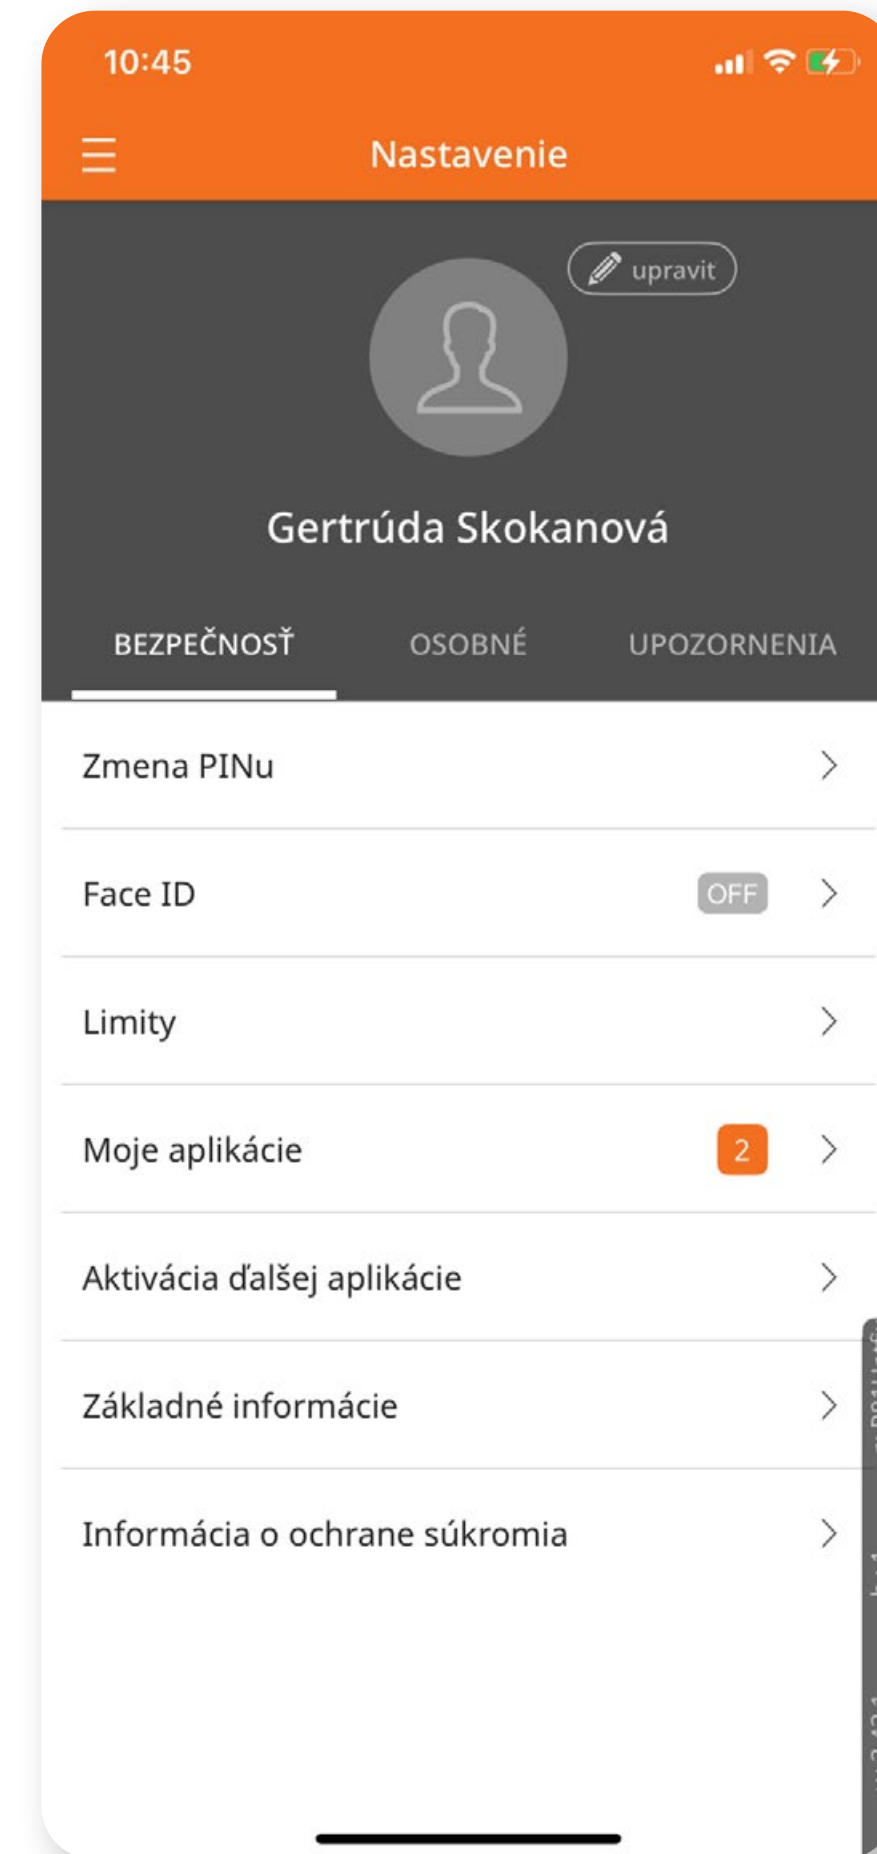 10:45
Nastavenie
upraviť
Gertrúda Skokanová
BEZPEČNOSŤ OSOBNÉ UPOZORNENIA
Zmena PINu
Face ID OFF
Limity
Moje aplikácie 2
Aktivácia ďalšej aplikácie
Základné informácie
Informácia o ochrane súkromia